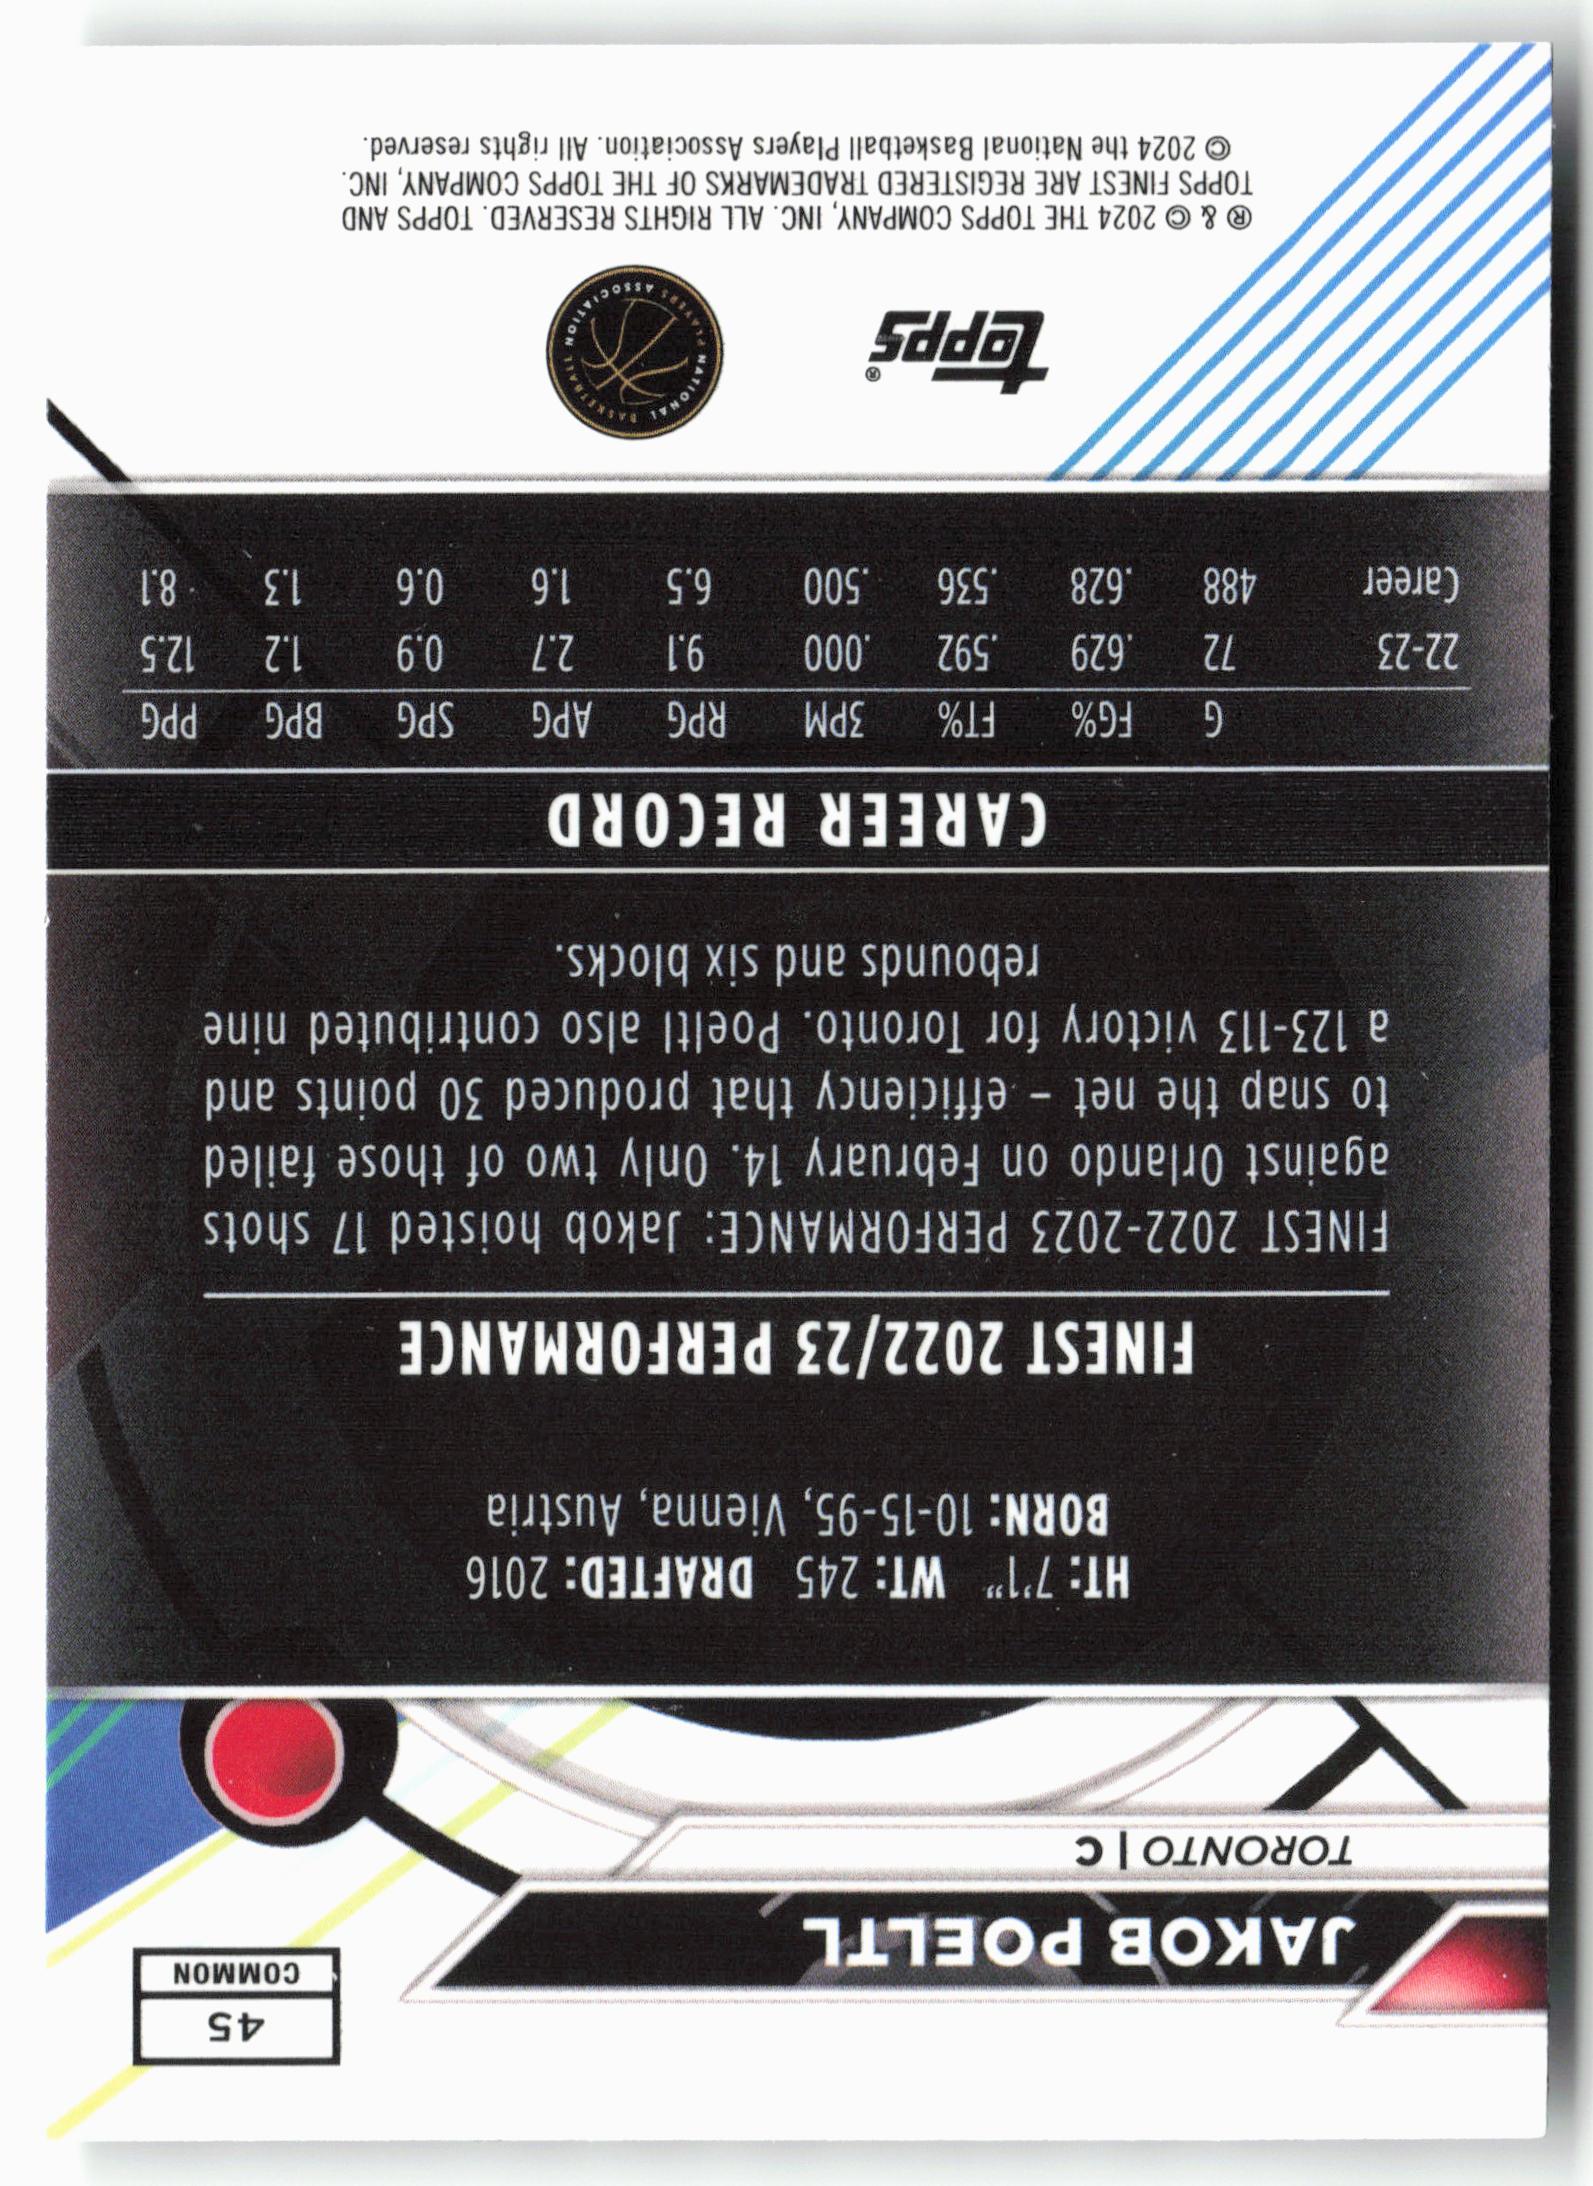 45
COMMON
JAKOB POELTL
TORONTO | C
HT: 7'1"" WT: 245 DRAFTED: 2016
BORN: 10-15-95, Vienna, Austria
FINEST 2022/23 PERFORMANCE
FINEST 2022-2023 PERFORMANCE: Jakob hoisted 17 shots
against Orlando on February 14. Only two of those failed
to snap the net – efficiency that produced 30 points and
a 123-113 victory for Toronto. Poeltl also contributed nine
rebounds and six blocks.
CAREER RECORD
G FG% FT% 3PM RPG APG SPG BPG PPG
22-23 72 .629 .592 .000 9.1 2.7 0.9 1.2 12.5
Career 488 .628 .536 .500 6.5 1.6 0.6 1.3 8.1
topps®
NATIONAL BASKETBALL PLAYERS ASSOCIATION
® & © 2024 THE TOPPS COMPANY, INC. ALL RIGHTS RESERVED. TOPPS AND
TOPPS FINEST ARE REGISTERED TRADEMARKS OF THE TOPPS COMPANY, INC.
© 2024 the National Basketball Players Association. All rights reserved.